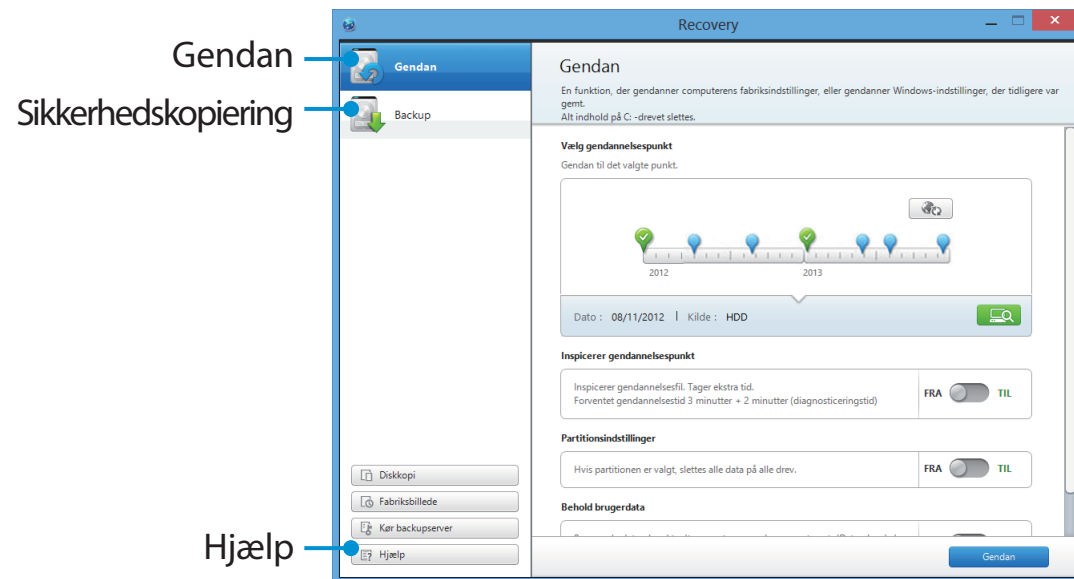 Recovery
Gendan
Sikkerhedskopiering
Hjælp
Gendan
Backup
Diskkopi
Fabriksbillede
Kør backupserver
Hjælp
Gendan
En funktion, der gendanner computerens fabriksindstillinger, eller gendanner Windows-indstillinger, der tidligere var
gemt.
Alt indhold på C: -drevet slettes.
Vælg gendannelsespunkt
Gendan til det valgte punkt.
2012 2013
Dato : 08/11/2012 | Kilde : HDD
Inspicerer gendannelsespunkt
Inspicerer gendannelsesfil. Tager ekstra tid.
Forventet gendannelsestid 3 minutter + 2 minutter (diagnosticeringstid)
FRA TIL
Partitionsindstillinger
Hvis partitionen er valgt, slettes alle data på alle drev.
FRA TIL
Behold brugerdata
Gendan